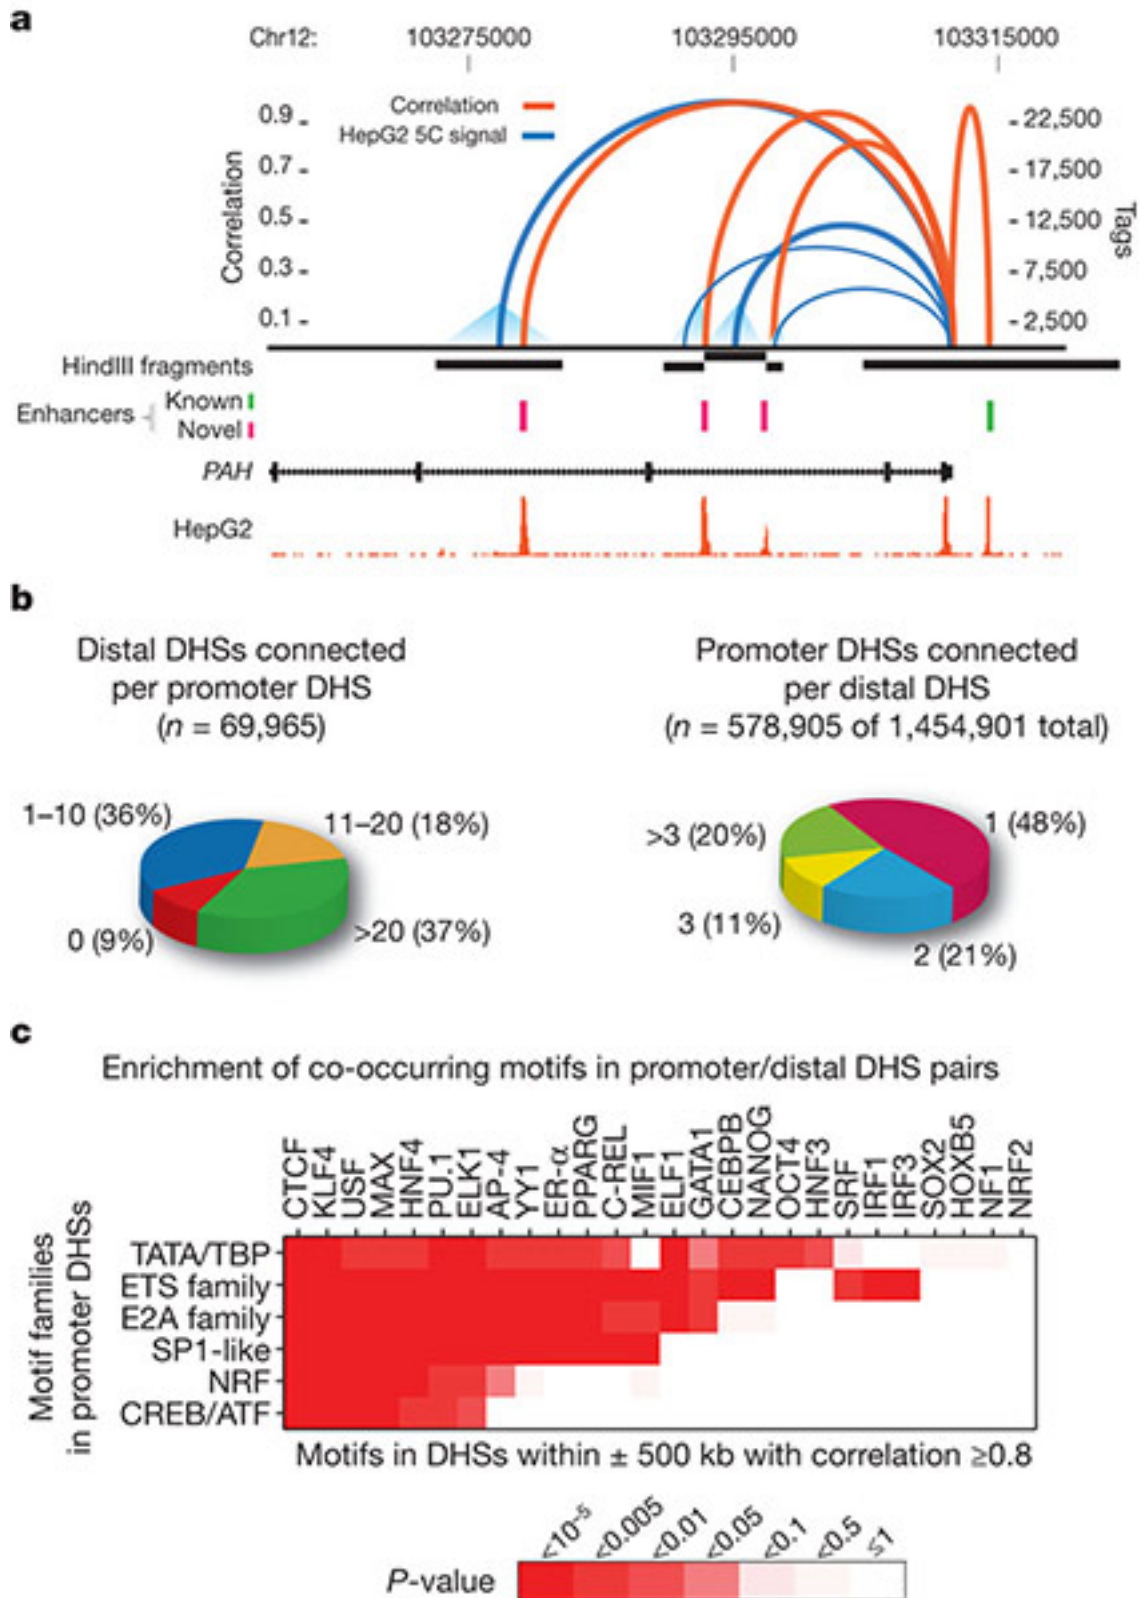 a
Chr12: 103275000 103295000 103315000
Correlation
HepG2 5C signal
Correlation
0.9
0.7
0.5
0.3
0.1
22,500
17,500
12,500
7,500
2,500
Tags
HindIII fragments
Enhancers
Known
Novel
PAH
HepG2
b
Distal DHSs connected
per promoter DHS
(n = 69,965)
1–10 (36%)
11–20 (18%)
0 (9%)
>20 (37%)
Promoter DHSs connected
per distal DHS
(n = 578,905 of 1,454,901 total)
>3 (20%)
1 (48%)
3 (11%)
2 (21%)
c
Enrichment of co-occurring motifs in promoter/distal DHS pairs
CTCF
KLF4
USF
MAX
HNF4
PU.1
ELK1
AP-4
YY1
ER-α
PPARG
C-REL
MIF1
ELF1
GATA1
CEBPB
NANOG
OCT4
HNF3
SRF
IRF1
IRF3
SOX2
HOXB5
NF1
NRF2
Motif families
in promoter DHSs
TATA/TBP
ETS family
E2A family
SP1-like
NRF
CREB/ATF
Motifs in DHSs within ± 500 kb with correlation ≥0.8
<10⁻⁵
<0.005
<0.01
<0.05
<0.1
<0.5
≤1
P-value